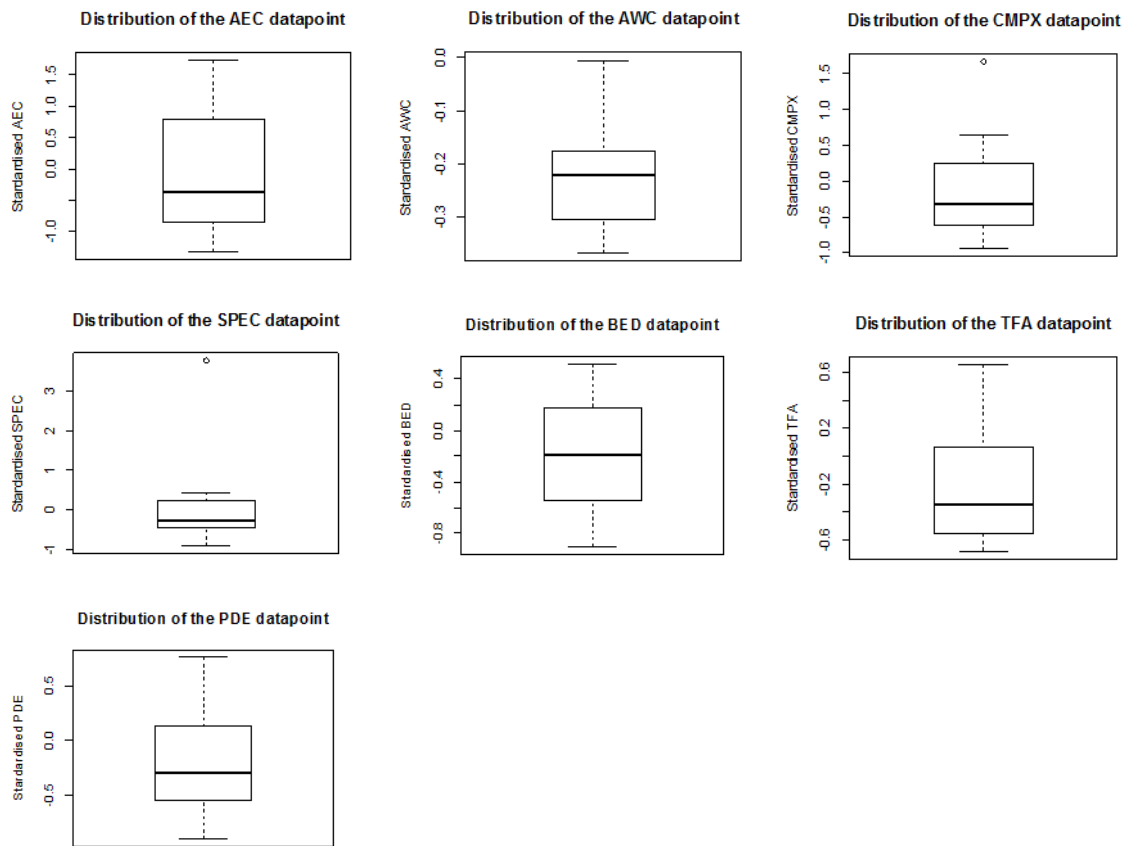 Distribution of the AEC datapoint
Stardardised AEC
1.5
1.0
0.5
0.0
-1.0
Distribution of the AWC datapoint
Stardardised AWC
0.0
-0.1
-0.2
-0.3
Distribution of the CMPX datapoint
Stardardised CMPX
1.5
1.0
0.5
0.0
-0.5
-1.0
Distribution of the SPEC datapoint
Stardardised SPEC
3
2
1
0
-1
Distribution of the BED datapoint
Stardardised BED
0.4
0.0
-0.4
-0.8
Distribution of the TFA datapoint
Stardardised TFA
0.6
0.2
-0.2
-0.6
Distribution of the PDE datapoint
Stardardised PDE
0.5
0.0
-0.5